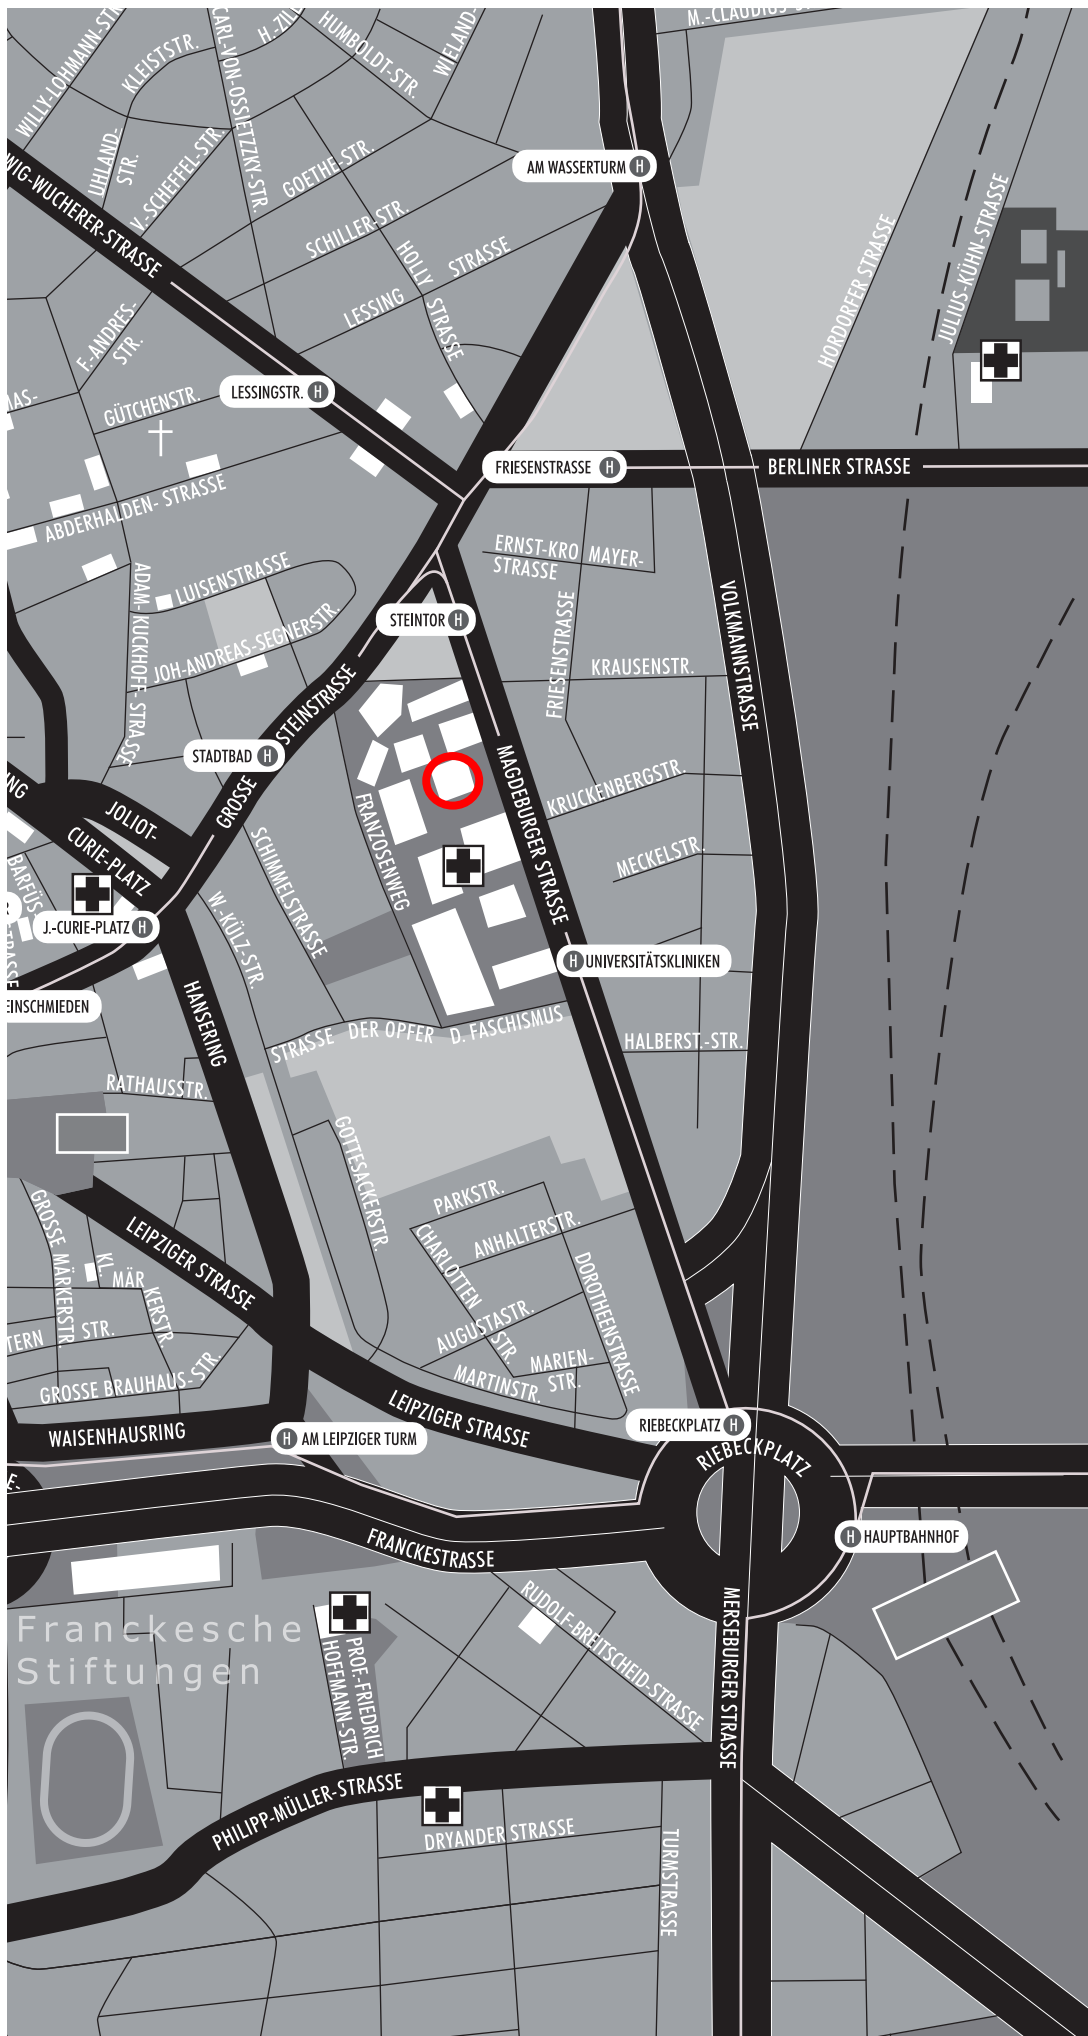 M.-CLAUDIUS-S
WILLY-LOHMANN-STR.
KLEISTSTR.
CARL-VON-OSSIETZKY-STR.
HUMBOLDT-STR.
WIELAND-
UHLAND-
STR.
V.-SCHEFFEL-STR.
GOETHE-STR.
AM WASSERTURM H
WIG-WUCHERER-STRASSE
SCHILLER-STR.
HOLLY STRASSE
LESSING STRASSE
HORDORFER STRASSE
JULIUS-KÜHN-STRASSE
F.-ANDRES-
STR.
LESSINGSTR. H
GÜTCHENSTR.
FRIESENSTRASSE H
BERLINER STRASSE
ABDERHALDEN- STRASSE
ERNST-KRO MAYER-
STRASSE
LUISENSTRASSE
ADAM- KUCKHOFF- STRASSE
VOLKMANNSTRASSE
STEINTOR H
JOH-ANDREAS-SEGNERSTR.
FRIESENSTRASSE
KRAUSENSTR.
STADTBAD H
GROSSE STEINSTRASSE
MAGDEBURGER STRASSE
KRUCKENBERGSTR.
NG
JOLIOT-
CURIE-PLATZ
FRANZOSENWEG
SCHIMMELSTRASSE
MECKELSTR.
BARFÜS-
TRASSE
W.-KÜLZ-STR.
J.-CURIE-PLATZ H
H UNIVERSITÄTSKLINIKEN
EINSCHMIEDEN
HANSERING
STRASSE DER OPFER D. FASCHISMUS
HALBERST.-STR.
RATHAUSSTR.
GOTTESACKERSTR.
PARKSTR.
GROSSE MÄRKERSTR.
LEIPZIGER STRASSE
ANHALTERSTR.
CHARLOTTEN STR.
KL. MÄR KERSTR.
DOROTHEENSTRASSE
AUGUSTASTR.
TERN STR.
MARIEN-
STR.
MARTINSTR.
GROSSE BRAUHAUS- STR.
LEIPZIGER STRASSE
WAISENHAUSRING
H AM LEIPZIGER TURM
RIEBECKPLATZ H
RIEBECKPLATZ
E-
H HAUPTBAHNHOF
FRANCKESTRASSE
RUDOLF-BREITSCHEID-STRASSE
MERSEBURGER STRASSE
Franckesche
Stiftungen
PROF.-FRIEDRICH
HOFFMANN-STR.
PHILIPP-MÜLLER-STRASSE
DRYANDER STRASSE
TURMSTRASSE